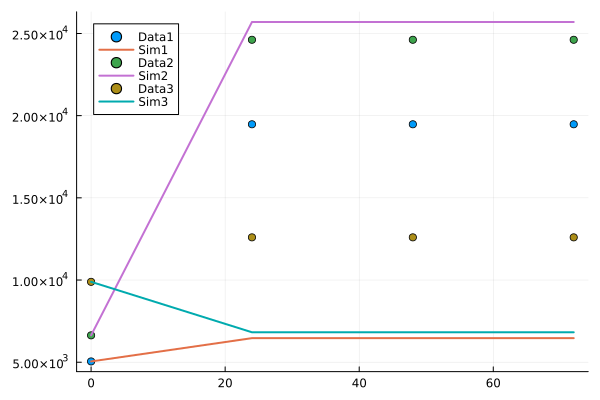 2.50×10⁴
2.00×10⁴
1.50×10⁴
1.00×10⁴
5.00×10³
Data1
Sim1
Data2
Sim2
Data3
Sim3
0 20 40 60